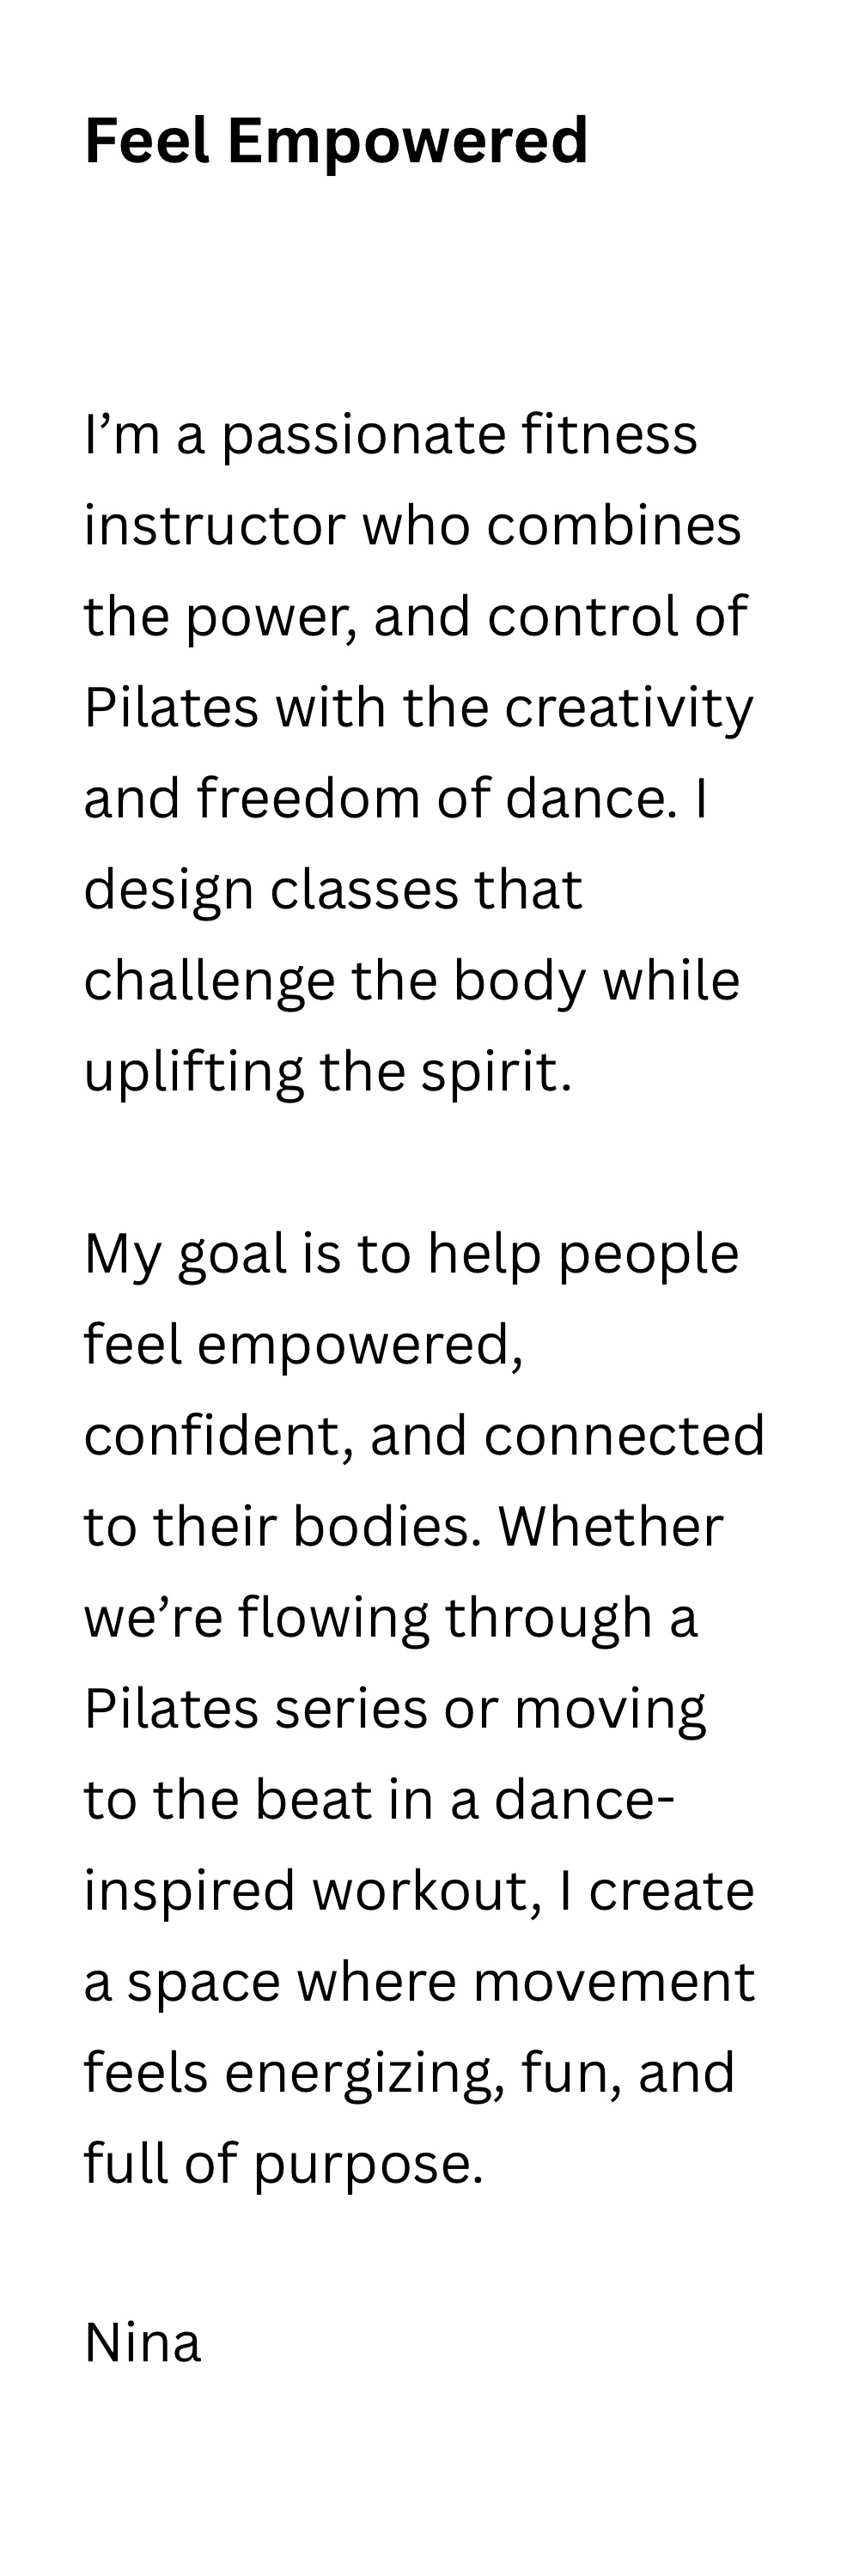 Feel Empowered
I’m a passionate fitness
instructor who combines
the power, and control of
Pilates with the creativity
and freedom of dance. I
design classes that
challenge the body while
uplifting the spirit.
My goal is to help people
feel empowered,
confident, and connected
to their bodies. Whether
we’re flowing through a
Pilates series or moving
to the beat in a dance-
inspired workout, I create
a space where movement
feels energizing, fun, and
full of purpose.
Nina